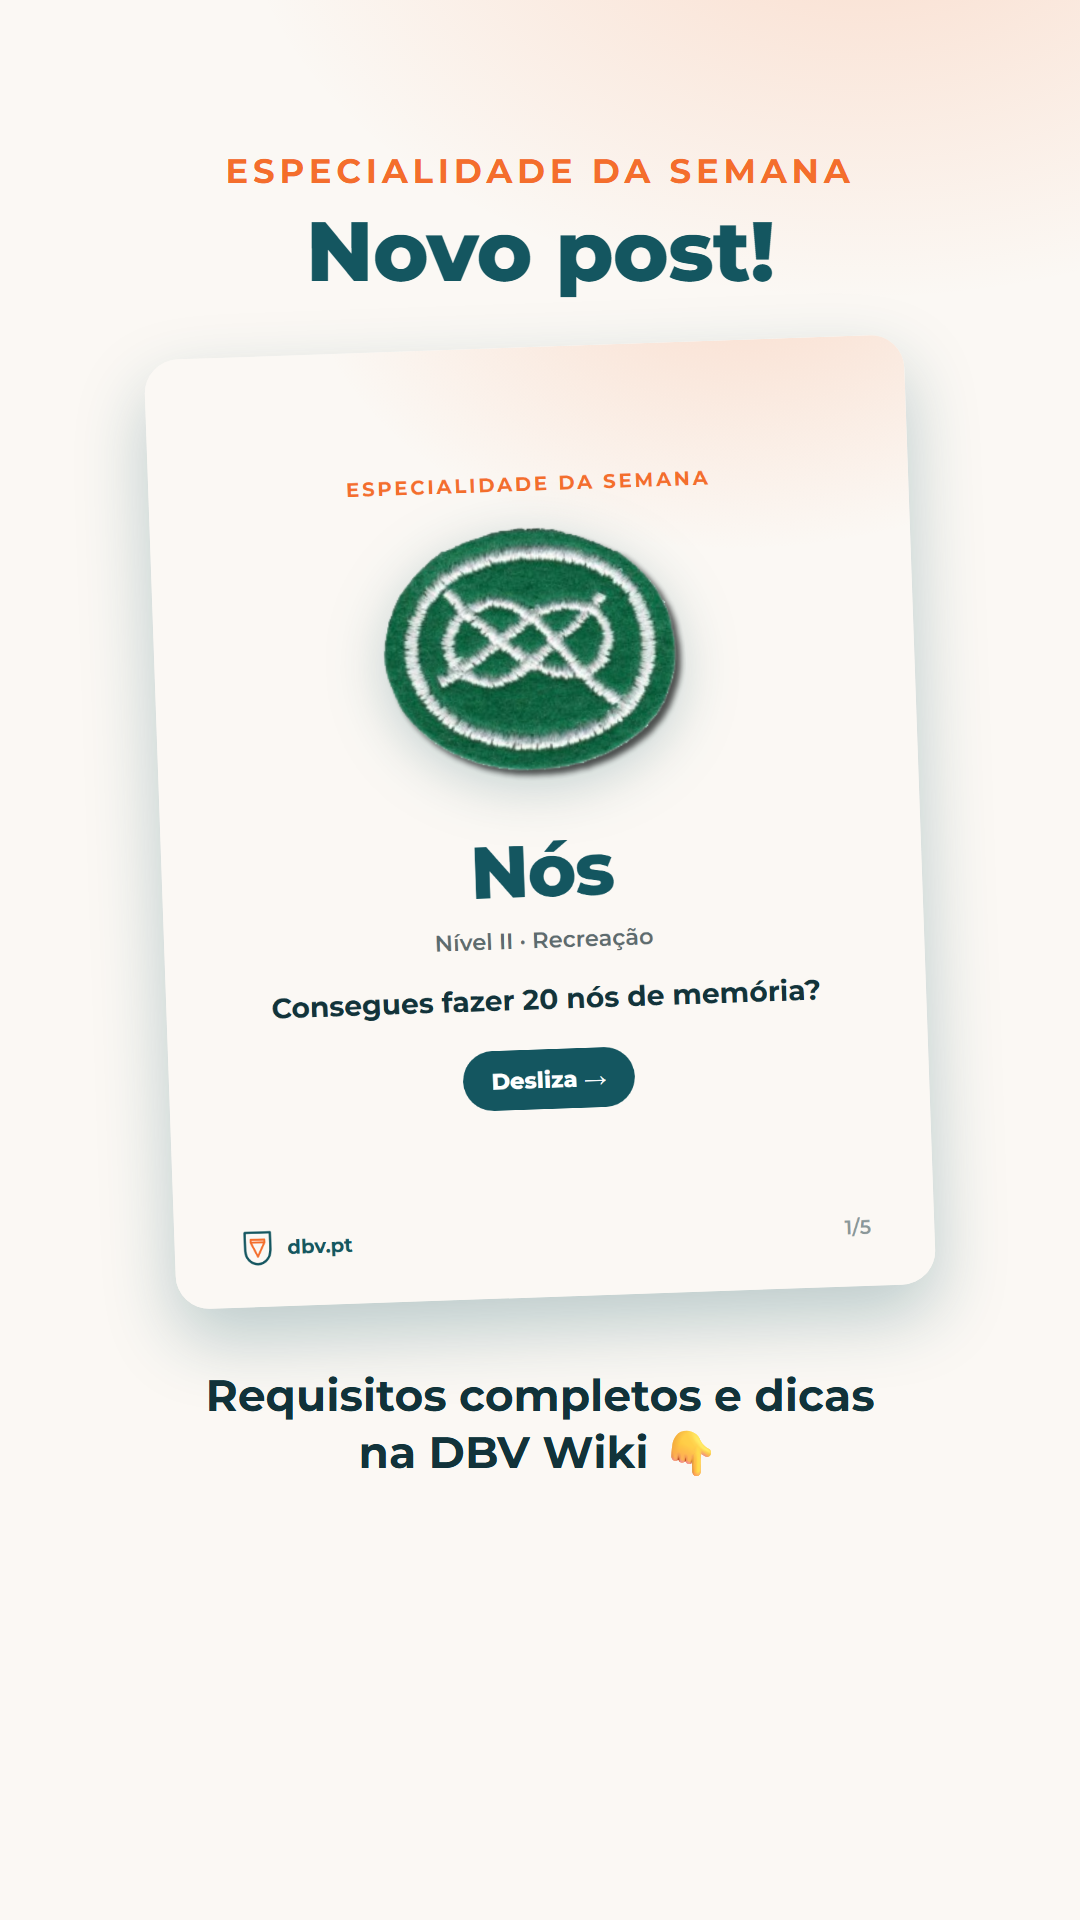 ESPECIALIDADE DA SEMANA
Novo post!
ESPECIALIDADE DA SEMANA
Nós
Nível II · Recreação
Consegues fazer 20 nós de memória?
Desliza →
dbv.pt
1/5
Requisitos completos e dicas
na DBV Wiki 👇